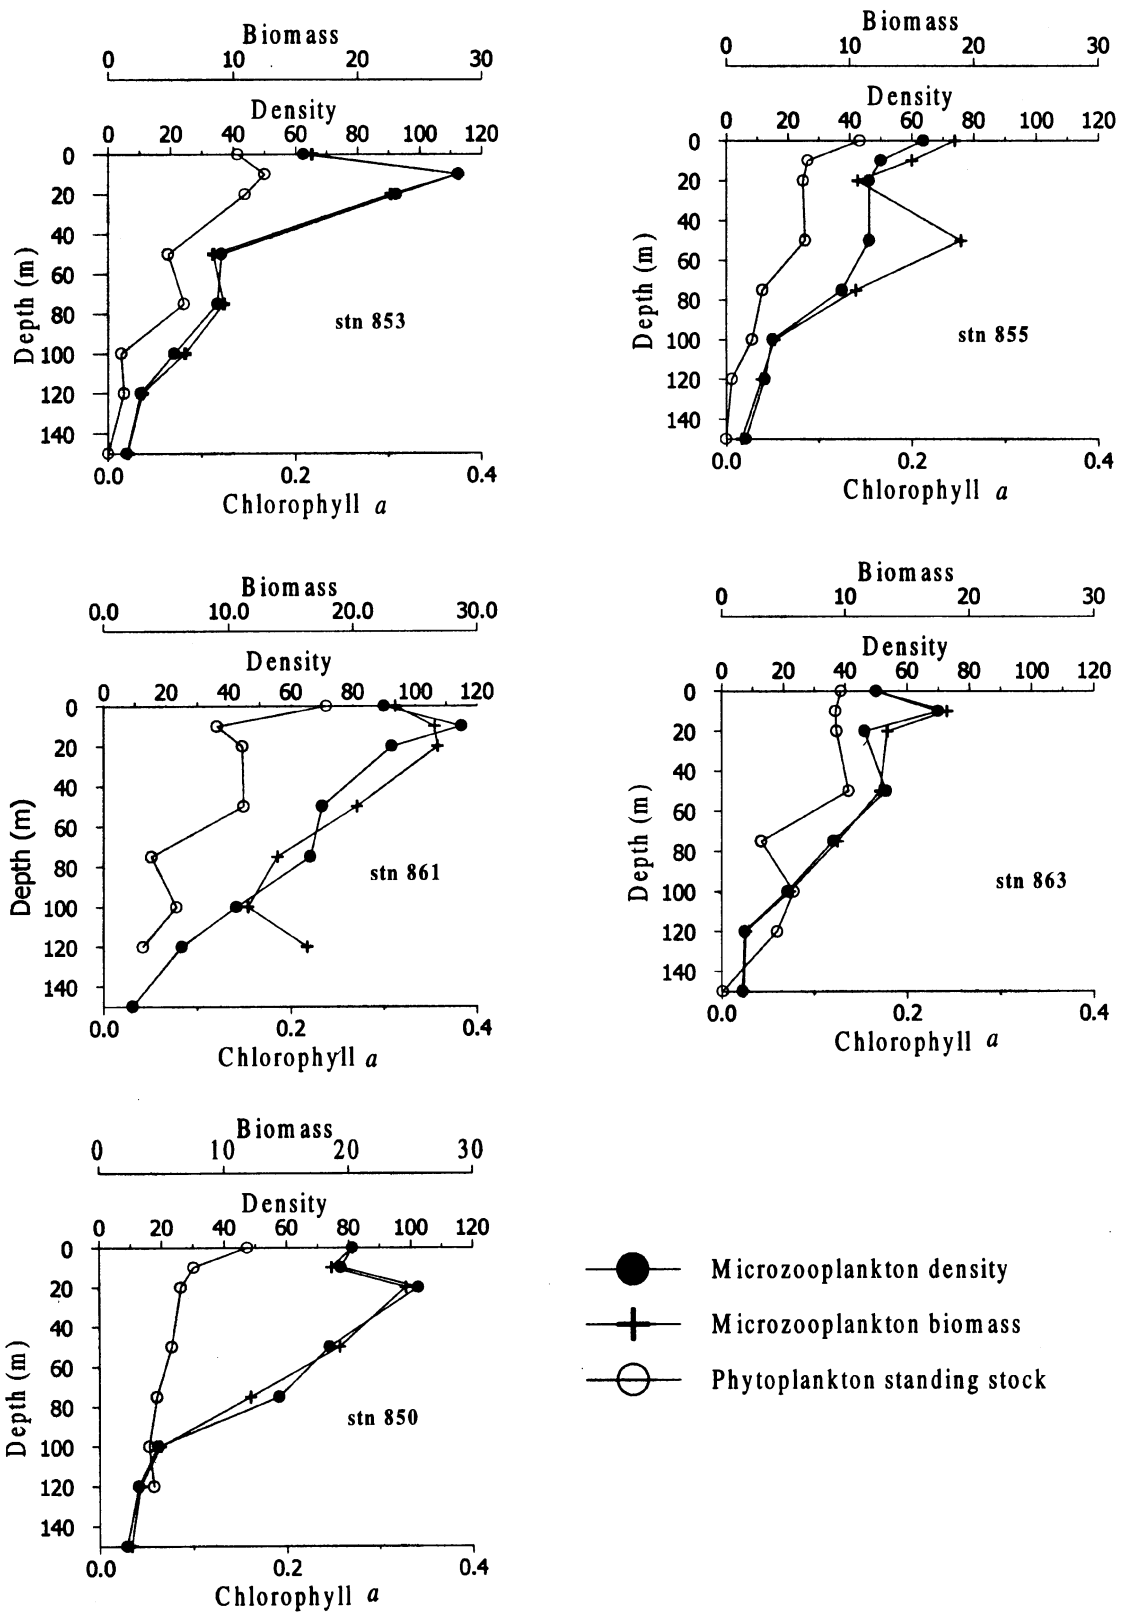 Biomass
0 10 20 30
Density
0 20 40 60 80 100 120
0
20
40
60
80
100
120
140
Depth (m)
stn 853
0.0 0.2 0.4
Chlorophyll a
Biomass
0 10 20 30
Density
0 20 40 60 80 100 120
0
20
40
60
80
100
120
140
Depth (m)
stn 855
0.0 0.2 0.4
Chlorophyll a
Biomass
0.0 10.0 20.0 30.0
Density
0 20 40 60 80 100 120
0
20
40
60
80
100
120
140
Depth (m)
stn 861
0.0 0.2 0.4
Chlorophyll a
Biomass
0 10 20 30
Density
0 20 40 60 80 100 120
0
20
40
60
80
100
120
140
Depth (m)
stn 863
0.0 0.2 0.4
Chlorophyll a
Biomass
0 10 20 30
Density
0 20 40 60 80 100 120
0
20
40
60
80
100
120
140
Depth (m)
stn 850
0.0 0.2 0.4
Chlorophyll a
Microzooplankton density
Microzooplankton biomass
Phytoplankton standing stock